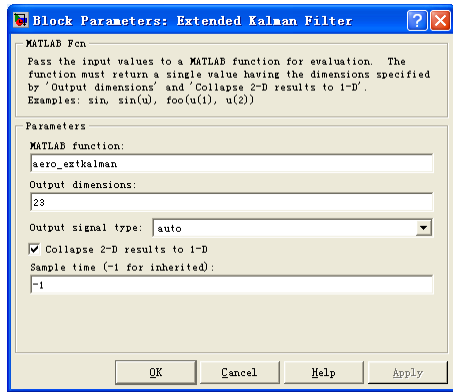 Block Parameters: Extended Kalman Filter
MATLAB Fcn
Pass the input values to a MATLAB function for evaluation. The
function must return a single value having the dimensions specified
by 'Output dimensions' and 'Collapse 2-D results to 1-D'.
Examples: sin, sin(u), foo(u(1), u(2))
Parameters
MATLAB function:
aero_extkalman
Output dimensions:
23
Output signal type: auto
Collapse 2-D results to 1-D
Sample time (-1 for inherited):
-1
OK Cancel Help Apply